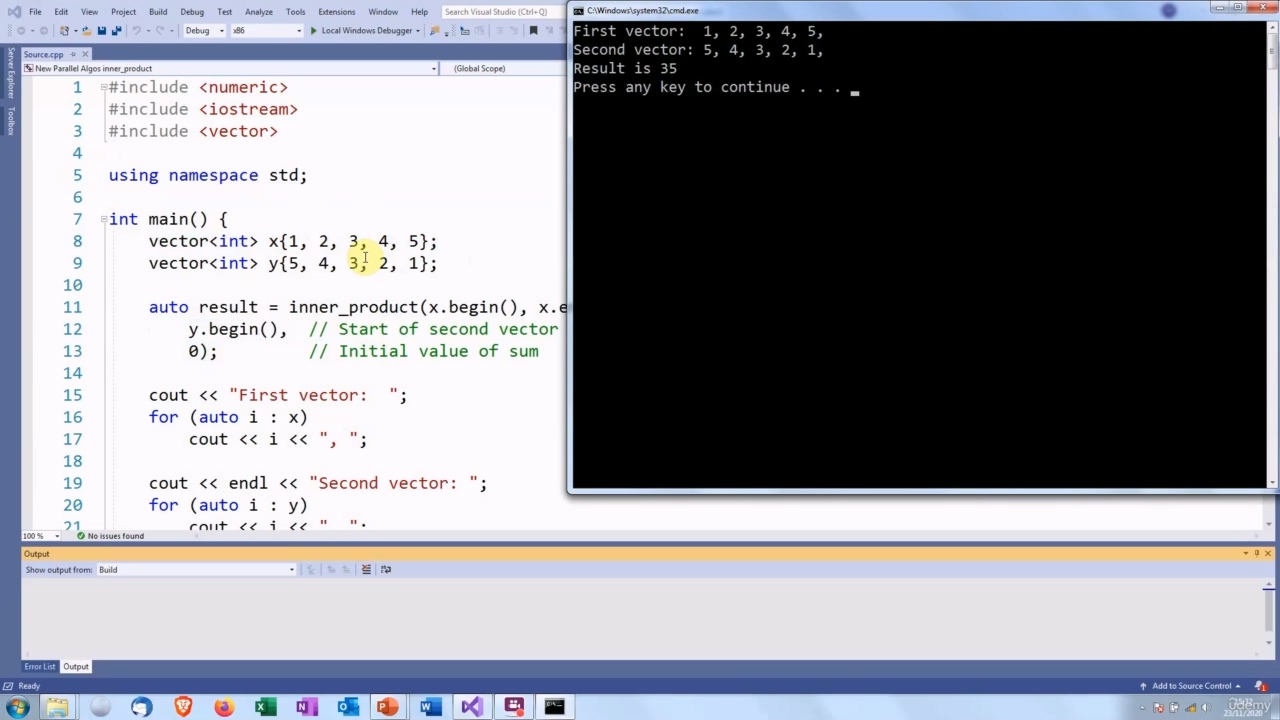 File Edit View Project Build Debug Test Analyze Tools Extensions Window Help Search Visual Studio (Ctrl+Q)
Debug x86 Local Windows Debugger
Source.cpp
New Parallel Algos inner_product (Global Scope)
Server Explorer
Toolbox
1 #include <numeric>
2 #include <iostream>
3 #include <vector>
4
5 using namespace std;
6
7 int main() {
8 vector<int> x{1, 2, 3, 4, 5};
9 vector<int> y{5, 4, 3, 2, 1};
10
11 auto result = inner_product(x.begin(), x.e
12 y.begin(), // Start of second vector
13 0); // Initial value of sum
14
15 cout << "First vector:  ";
16 for (auto i : x)
17 cout << i << ", ";
18
19 cout << endl << "Second vector: ";
20 for (auto i : y)
21 cout << i << ", ";
100 % No issues found
C:\Windows\system32\cmd.exe
First vector:  1, 2, 3, 4, 5,
Second vector: 5, 4, 3, 2, 1,
Result is 35
Press any key to continue . . .
Output
Show output from: Build
Error List Output
Ready Add to Source Control 1
udemy
23/11/2020